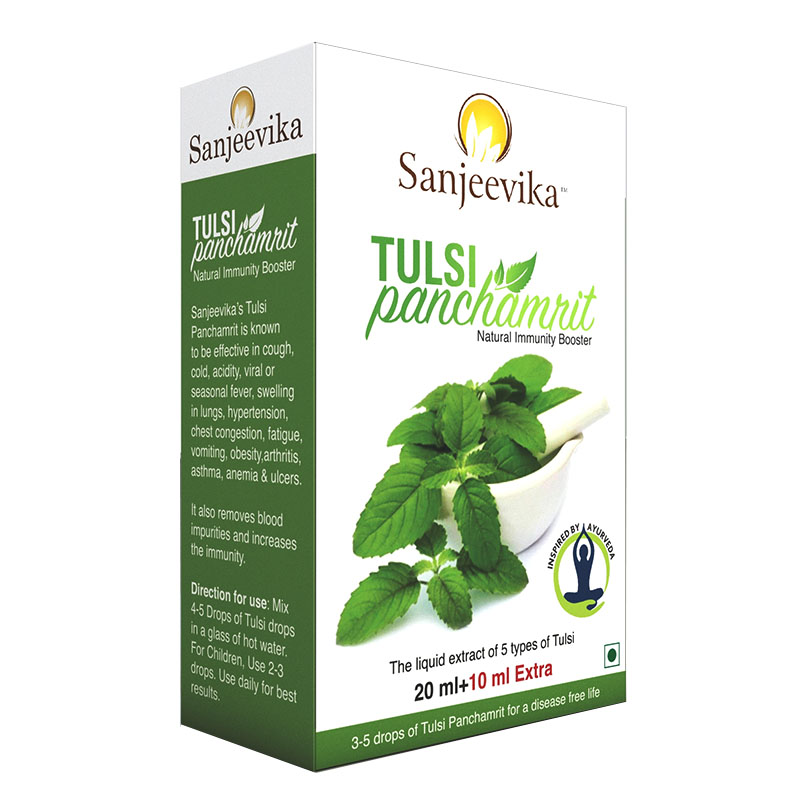 Sanjeevika
TULSI
panchamrit
Natural Immunity Booster
Sanjeevika's Tulsi
Panchamrit is known
to be effective in cough,
cold, acidity, viral or
seasonal fever, swelling
in lungs, hypertension,
chest congestion, fatigue,
vomiting, obesity,arthritis,
asthma, anemia & ulcers.
It also removes blood
impurities and increases
the immunity.
Direction for use: Mix
4-5 Drops of Tulsi drops
in a glass of hot water.
For Children, Use 2-3
drops. Use daily for best
results.
Sanjeevika™
TULSI
panchamrit
Natural Immunity Booster
INSPIRED BY AYURVEDA
The liquid extract of 5 types of Tulsi
20 ml+10 ml Extra
3-5 drops of Tulsi Panchamrit for a disease free life